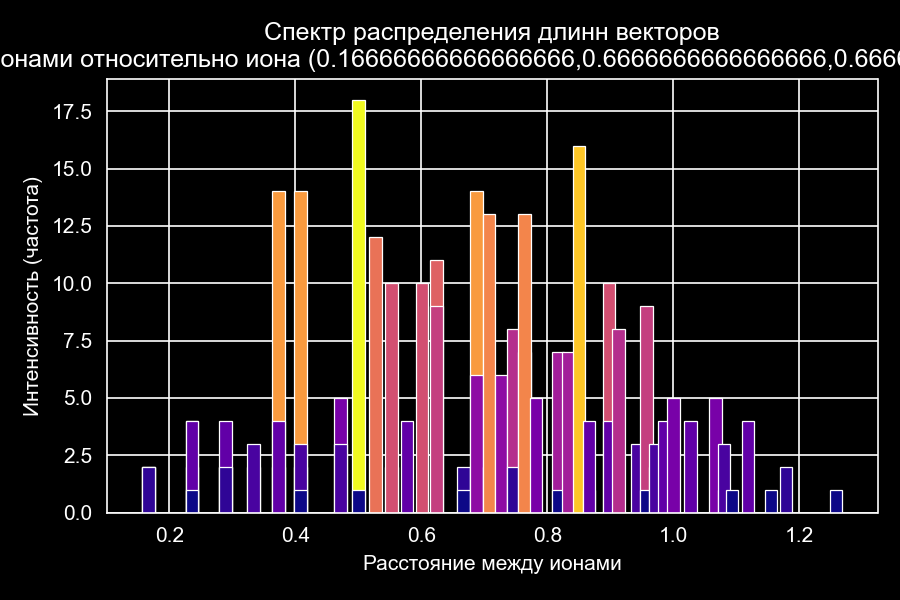 Спектр распределения длинн векторов
онами относительно иона (0.16666666666666666,0.6666666666666666,0.666
17.5
15.0
12.5
10.0
7.5
5.0
2.5
0.0
Интенсивность (частота)
0.2 0.4 0.6 0.8 1.0 1.2
Расстояние между ионами